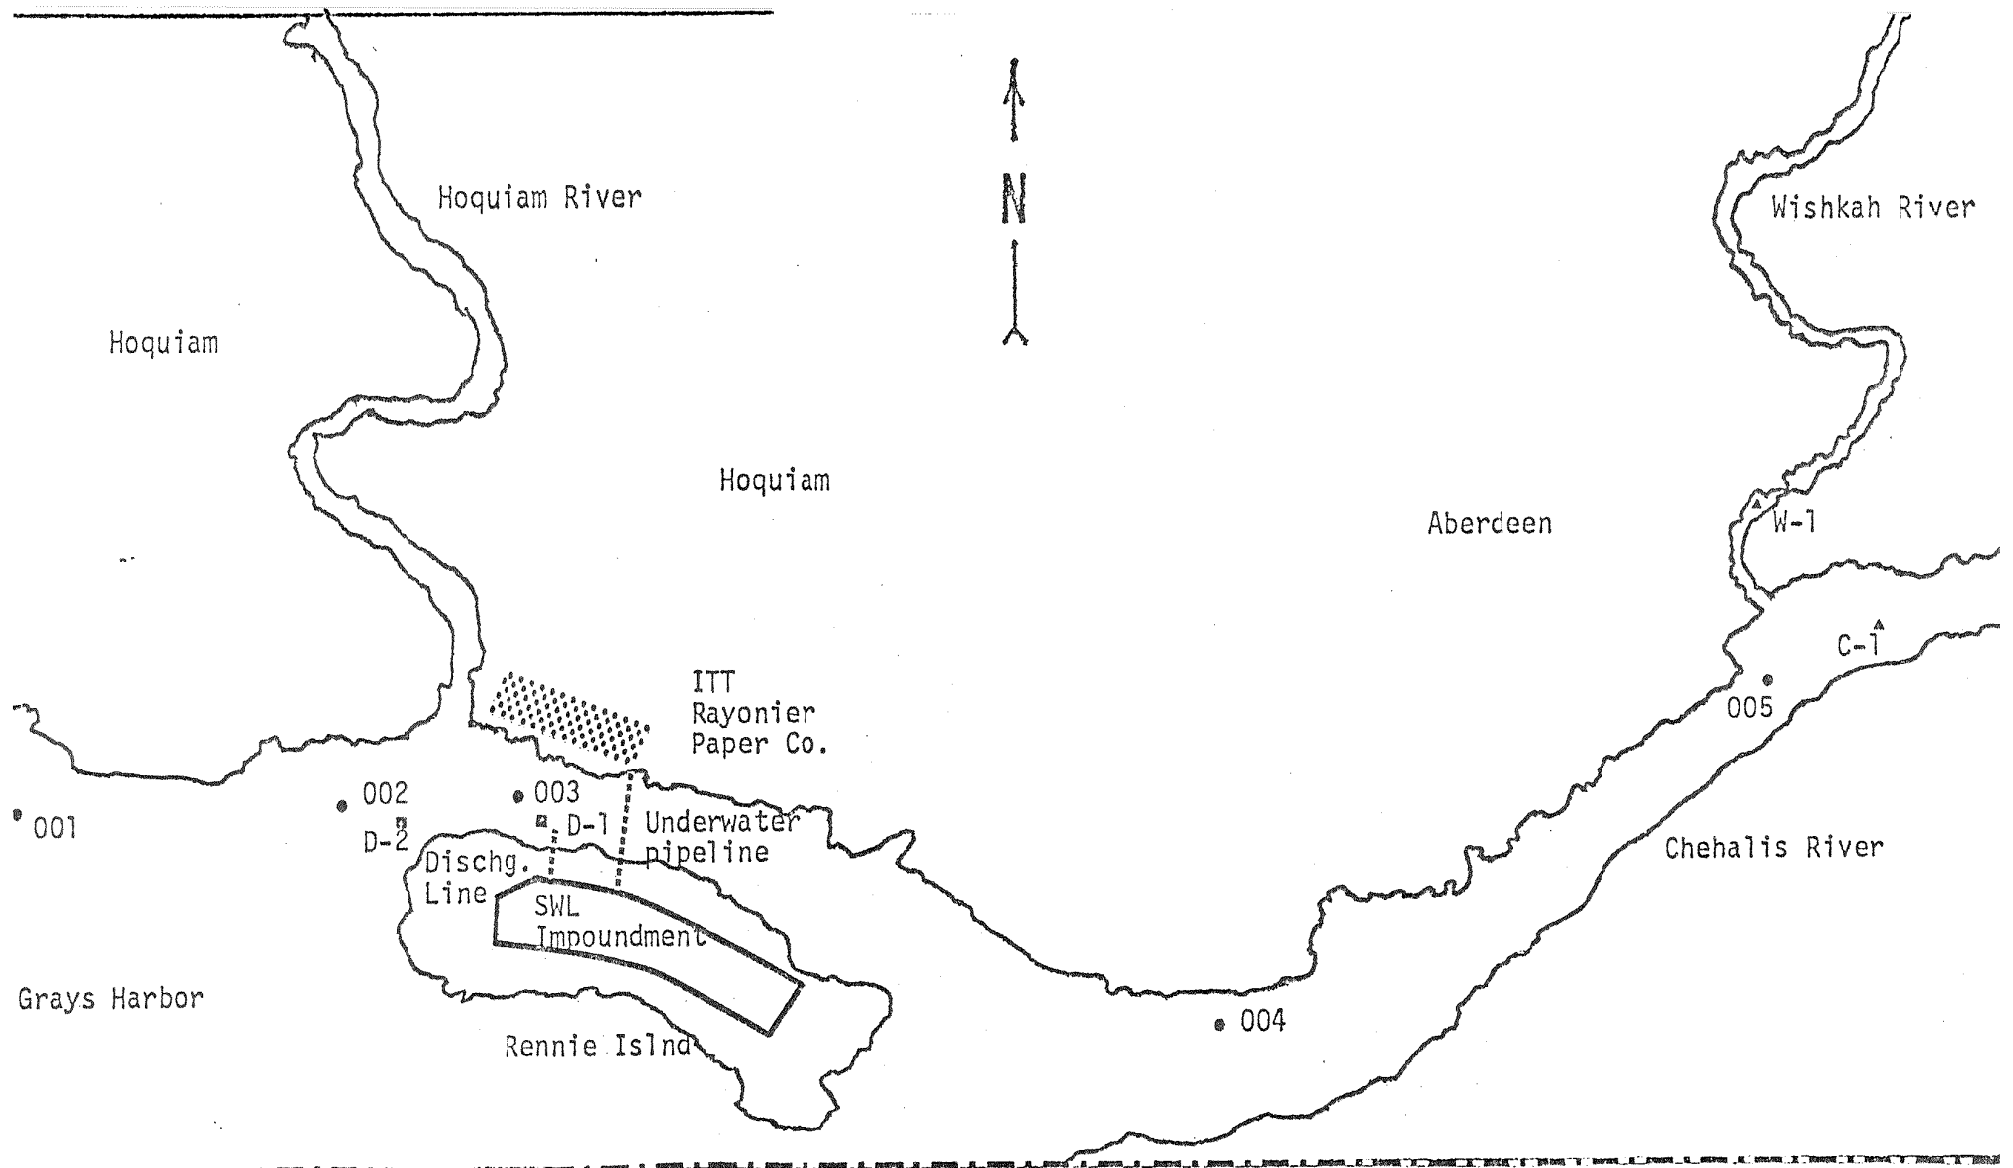 N
Hoquiam River
Wishkah River
Hoquiam
Hoquiam
Aberdeen
W-1
C-1
ITT
Rayonier
Paper Co.
005
002
003
001
D-2
D-1
Underwater
pipeline
Dischg.
Line
SWL
Impoundment
Chehalis River
Grays Harbor
004
Rennie Islnd